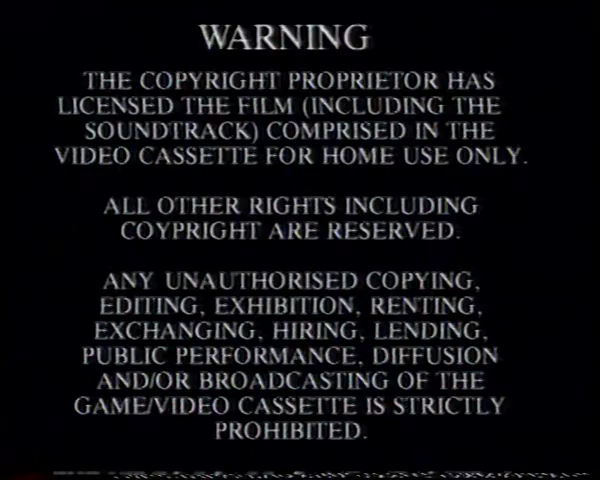 WARNING
THE COPYRIGHT PROPRIETOR HAS
LICENSED THE FILM (INCLUDING THE
SOUNDTRACK) COMPRISED IN THE
VIDEO CASSETTE FOR HOME USE ONLY.
ALL OTHER RIGHTS INCLUDING
COYPRIGHT ARE RESERVED.
ANY UNAUTHORISED COPYING,
EDITING, EXHIBITION, RENTING,
EXCHANGING, HIRING, LENDING,
PUBLIC PERFORMANCE, DIFFUSION
AND/OR BROADCASTING OF THE
GAME/VIDEO CASSETTE IS STRICTLY
PROHIBITED.